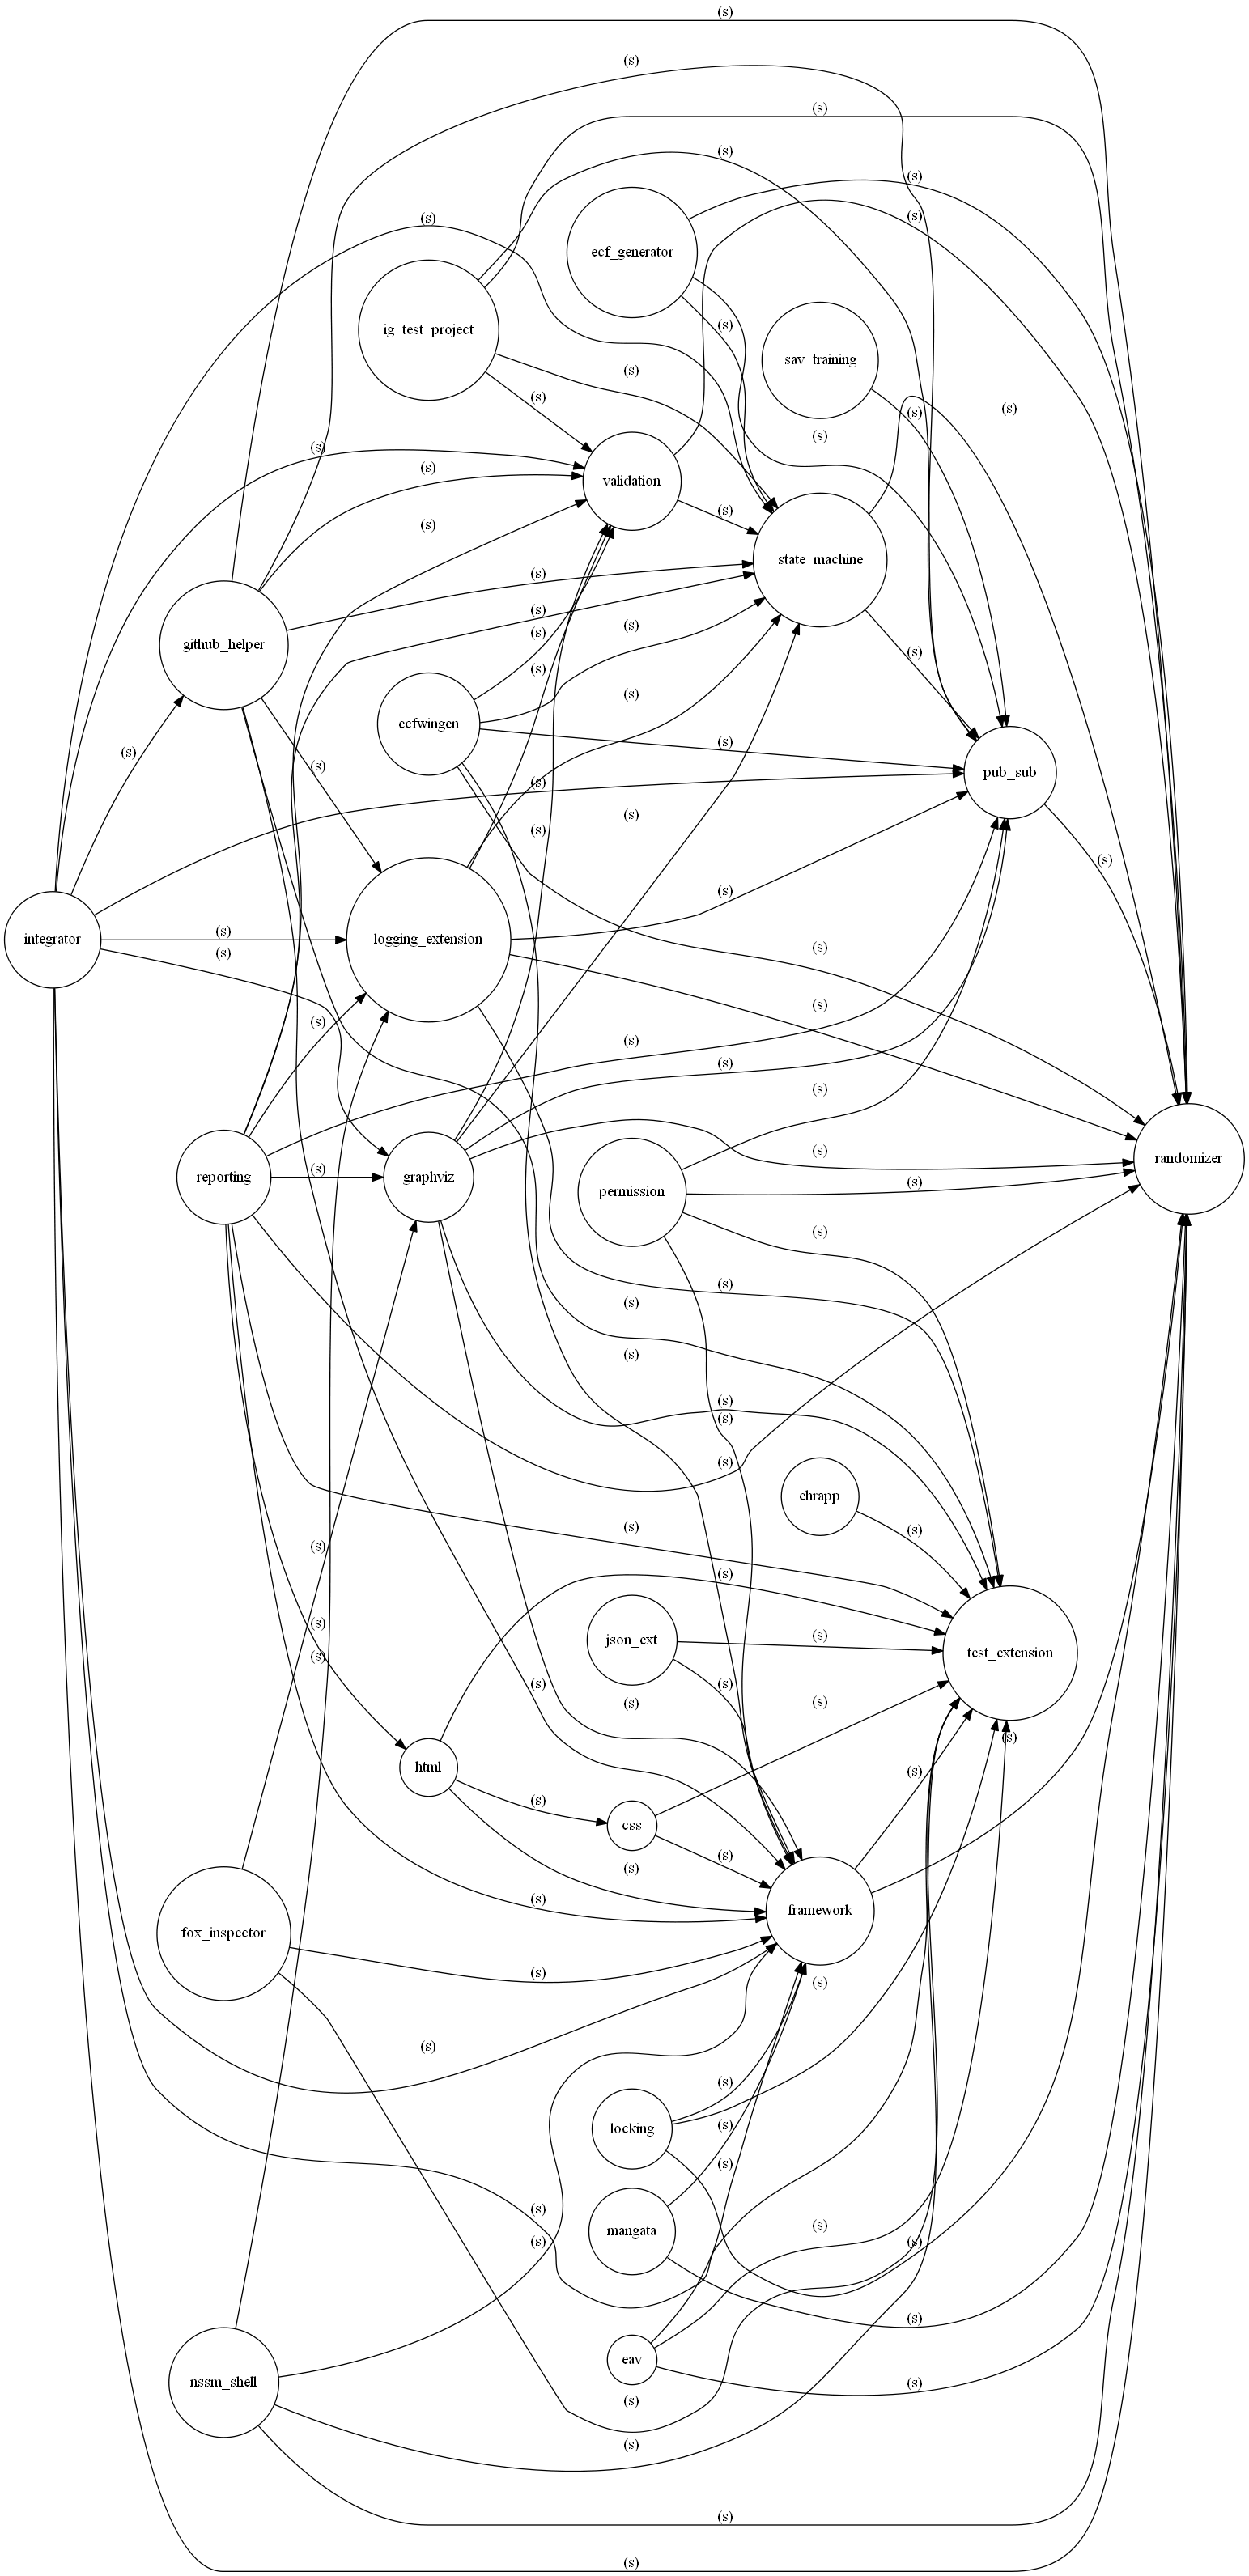 (s)
(s)
(s)
(s)
(s)
(s)
(s)
ecf_generator
(s)
ig_test_project
sav_training
(s)
(s)
(s)
(s)
(s)
(s)
(s)
validation
(s)
(s)
state_machine
(s)
(s)
(s)
(s)
github_helper
(s)
(s)
(s)
ecfwingen
(s)
(s)
(s)
pub_sub
(s)
(s)
(s)
(s)
(s)
(s)
integrator
logging_extension
(s)
(s)
(s)
(s)
(s)
(s)
(s)
(s)
randomizer
(s)
reporting
graphviz
(s)
permission
(s)
(s)
(s)
(s)
(s)
(s)
(s)
ehrapp
(s)
(s)
(s)
(s)
(s)
(s)
json_ext
test_extension
(s)
(s)
(s)
(s)
(s)
(s)
html
(s)
(s)
css
(s)
(s)
(s)
framework
fox_inspector
(s)
(s)
(s)
(s)
(s)
locking
(s)
(s)
(s)
mangata
(s)
(s)
(s)
eav
nssm_shell
(s)
(s)
(s)
(s)
(s)